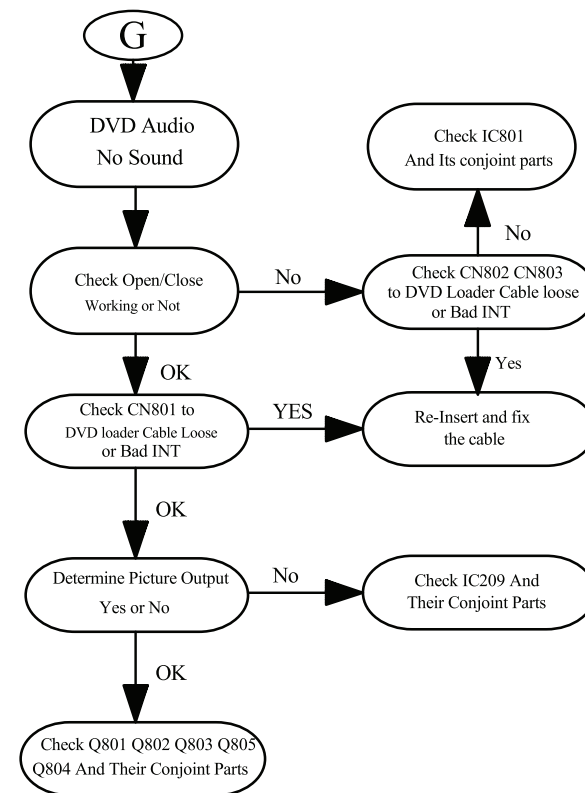 G
DVD Audio
No Sound
Check IC801
And Its conjoint parts
No
Check Open/Close
Working or Not
No
Check CN802 CN803
to DVD Loader Cable loose
or Bad INT
OK
Yes
Check CN801 to
DVD loader Cable Loose
or Bad INT
YES
Re-Insert and fix
the cable
OK
Determine Picture Output
Yes or No
No
Check IC209 And
Their Conjoint Parts
OK
Check Q801 Q802 Q803 Q805
Q804 And Their Conjoint Parts